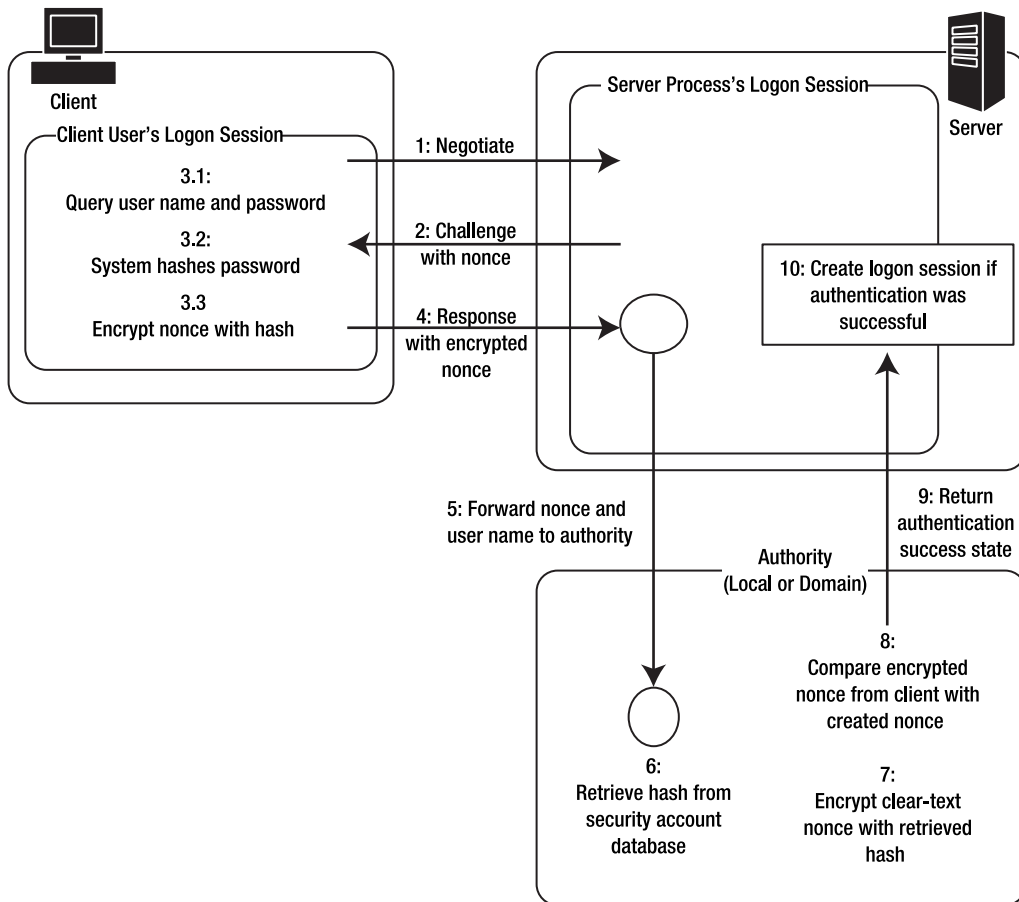 Client
Server
Client User's Logon Session
Server Process's Logon Session
1: Negotiate
3.1:
Query user name and password
2: Challenge
with nonce
3.2:
System hashes password
3.3
Encrypt nonce with hash
4: Response
with encrypted
nonce
10: Create logon session if
authentication was
successful
5: Forward nonce and
user name to authority
9: Return
authentication
success state
Authority
(Local or Domain)
6:
Retrieve hash from
security account
database
8:
Compare encrypted
nonce from client with
created nonce
7:
Encrypt clear-text
nonce with retrieved
hash